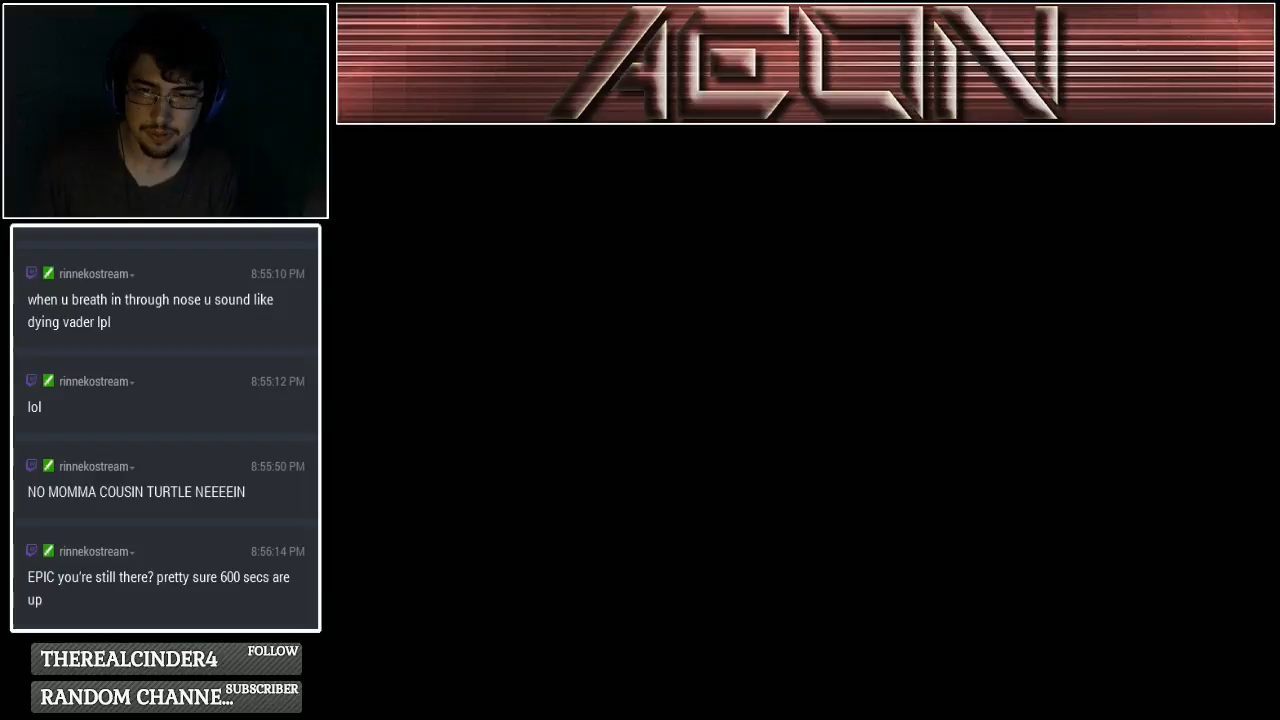 AEON
rinnekostream 8:55:10 PM
when u breath in through nose u sound like
dying vader lpl
rinnekostream 8:55:12 PM
lol
rinnekostream 8:55:50 PM
NO MOMMA COUSIN TURTLE NEEEEIN
rinnekostream 8:56:14 PM
EPIC you're still there? pretty sure 600 secs are
up
THEREALCINDER4 FOLLOW
RANDOM CHANNE... SUBSCRIBER